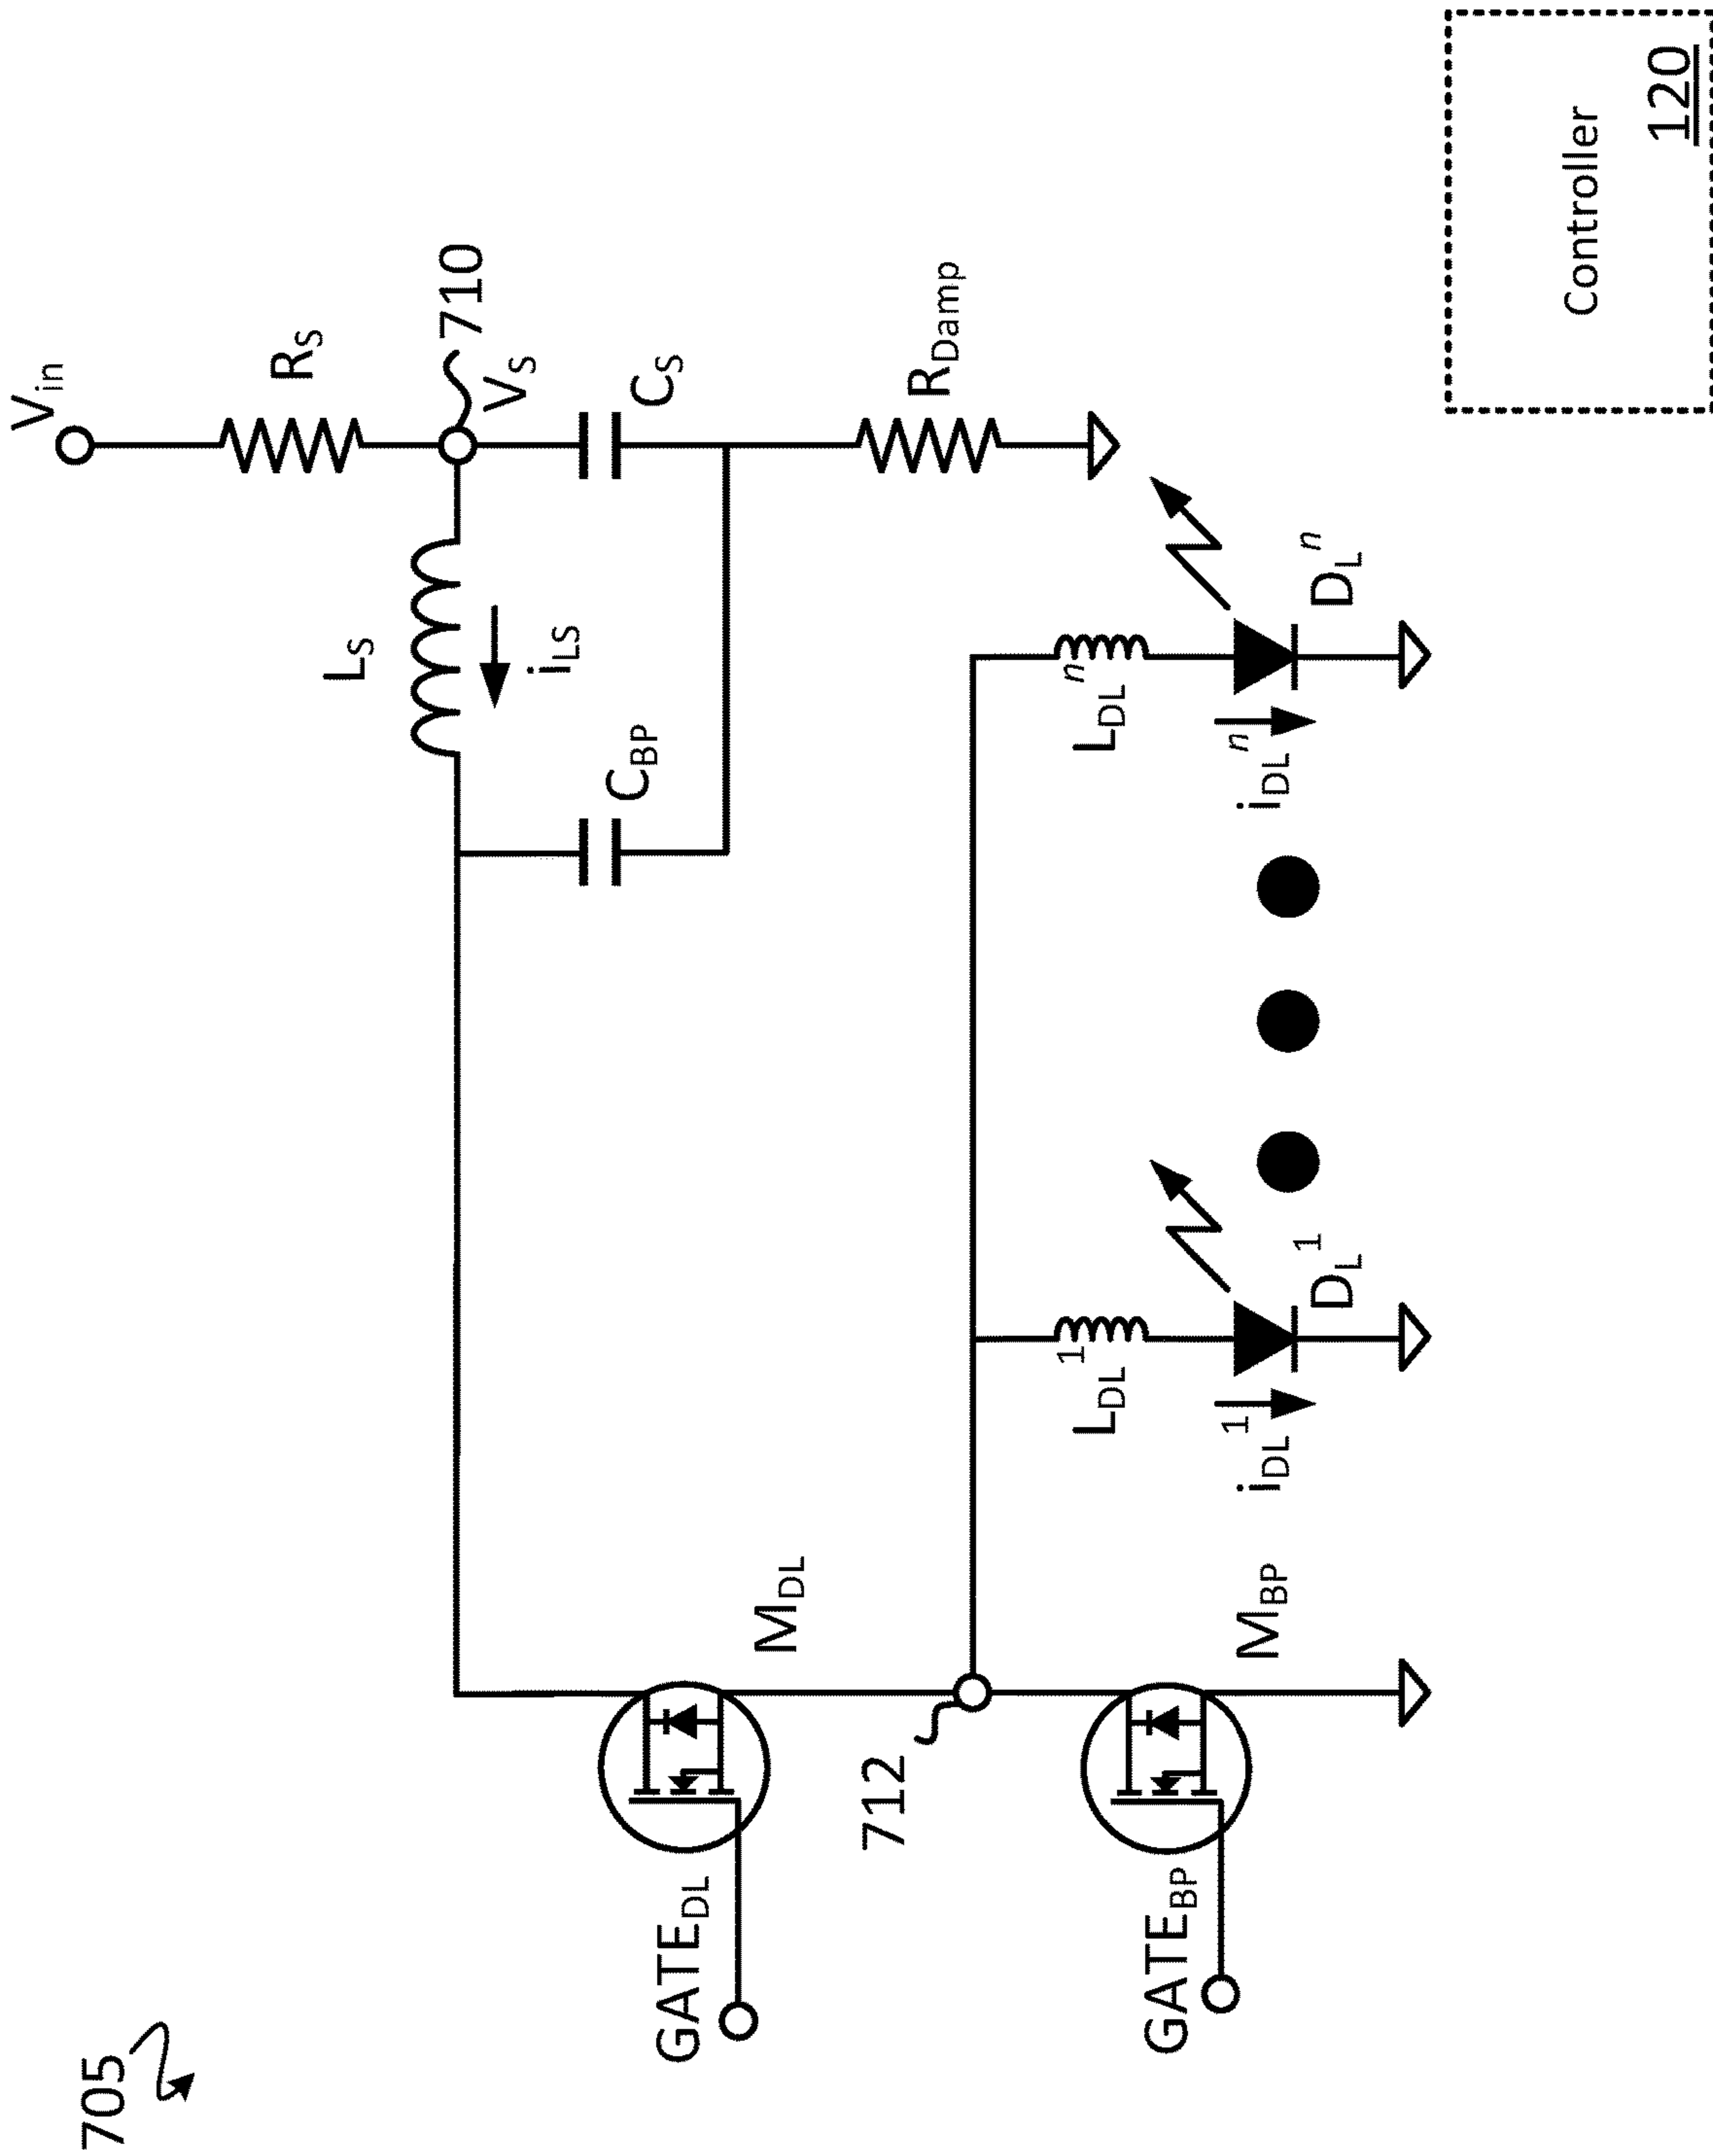 705
V_in
R_S
710
V_S
L_S
i_LS
C_S
C_BP
R_Damp
GATE_DL
M_DL
712
GATE_BP
M_BP
L_DL^1
i_DL^1
D_L^1
L_DL^n
i_DL^n
D_L^n
Controller
120